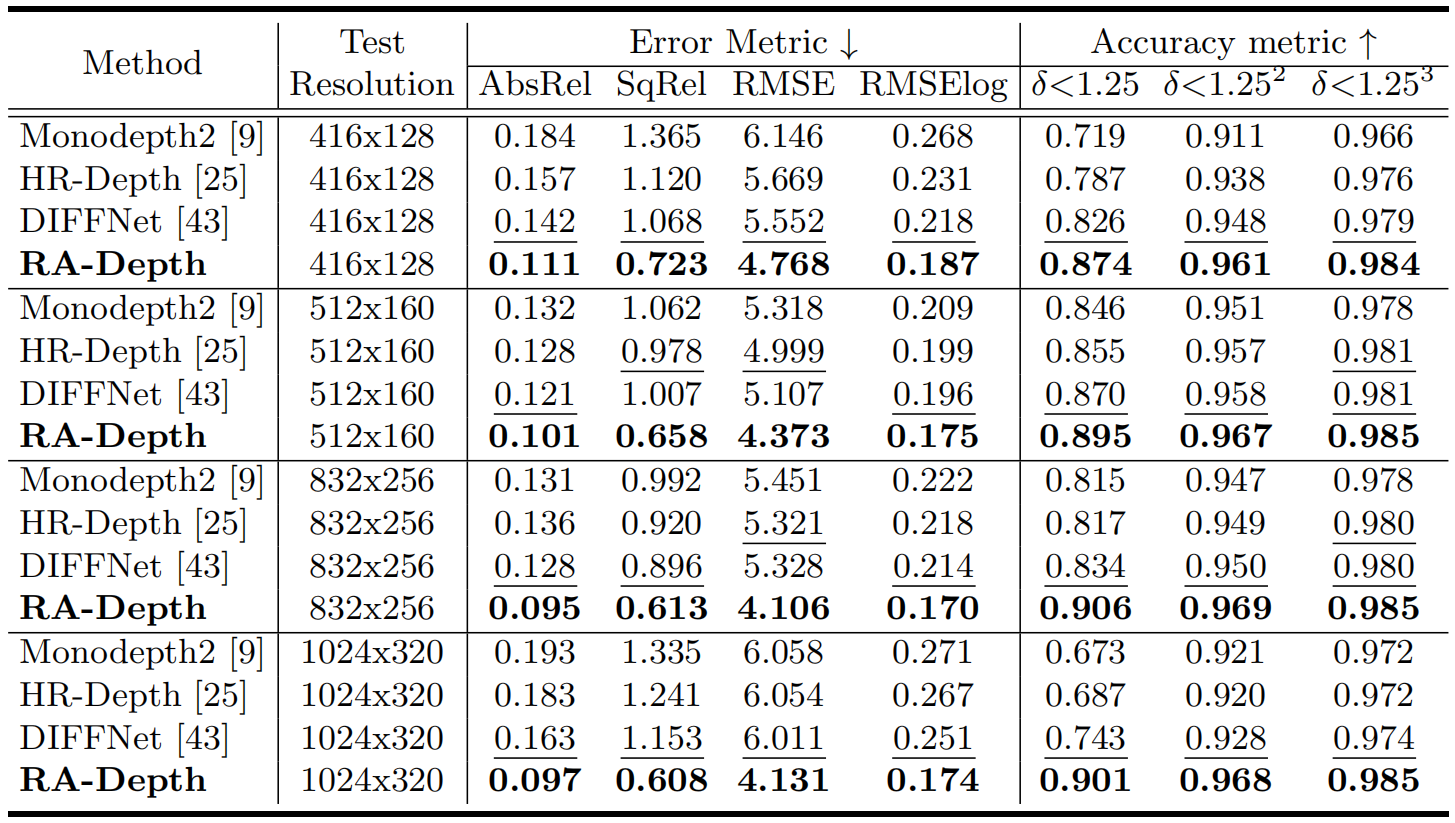 Method Test Resolution Error Metric ↓ Accuracy metric ↑
AbsRel SqRel RMSE RMSElog δ<1.25 δ<1.25² δ<1.25³
Monodepth2 [9] 416x128 0.184 1.365 6.146 0.268 0.719 0.911 0.966
HR-Depth [25] 416x128 0.157 1.120 5.669 0.231 0.787 0.938 0.976
DIFFNet [43] 416x128 0.142 1.068 5.552 0.218 0.826 0.948 0.979
RA-Depth 416x128 0.111 0.723 4.768 0.187 0.874 0.961 0.984
Monodepth2 [9] 512x160 0.132 1.062 5.318 0.209 0.846 0.951 0.978
HR-Depth [25] 512x160 0.128 0.978 4.999 0.199 0.855 0.957 0.981
DIFFNet [43] 512x160 0.121 1.007 5.107 0.196 0.870 0.958 0.981
RA-Depth 512x160 0.101 0.658 4.373 0.175 0.895 0.967 0.985
Monodepth2 [9] 832x256 0.131 0.992 5.451 0.222 0.815 0.947 0.978
HR-Depth [25] 832x256 0.136 0.920 5.321 0.218 0.817 0.949 0.980
DIFFNet [43] 832x256 0.128 0.896 5.328 0.214 0.834 0.950 0.980
RA-Depth 832x256 0.095 0.613 4.106 0.170 0.906 0.969 0.985
Monodepth2 [9] 1024x320 0.193 1.335 6.058 0.271 0.673 0.921 0.972
HR-Depth [25] 1024x320 0.183 1.241 6.054 0.267 0.687 0.920 0.972
DIFFNet [43] 1024x320 0.163 1.153 6.011 0.251 0.743 0.928 0.974
RA-Depth 1024x320 0.097 0.608 4.131 0.174 0.901 0.968 0.985